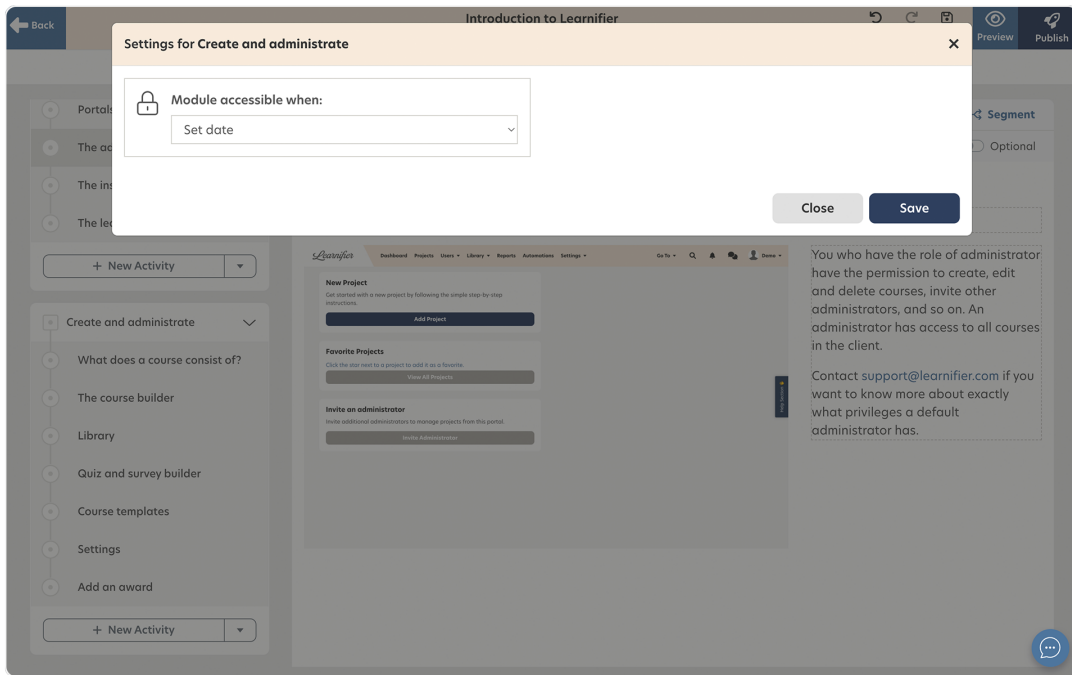 Back
Introduction to Learnifier
Preview
Publish
Settings for Create and administrate
Module accessible when:
Set date
Close
Save
Segment
Optional
Portals
The
The
The
+ New Activity
Create and administrate
What does a course consist of?
The course builder
Library
Quiz and survey builder
Course templates
Settings
Add an award
+ New Activity
Learnifier
Dashboard Projects Users Library Reports Automations Settings Go To Demo
New Project
Get started with a new project by following the simple step-by-step
instructions.
Add Project
Favorite Projects
Click the star next to a project to add it as a favorite.
View All Projects
Invite an administrator
Invite additional administrators to manage projects from this portal.
Invite Administrator
You who have the role of administrator
have the permission to create, edit
and delete courses, invite other
administrators, and so on. An
administrator has access to all courses
in the client.
Contact support@learnifier.com if you
want to know more about exactly
what privileges a default
administrator has.